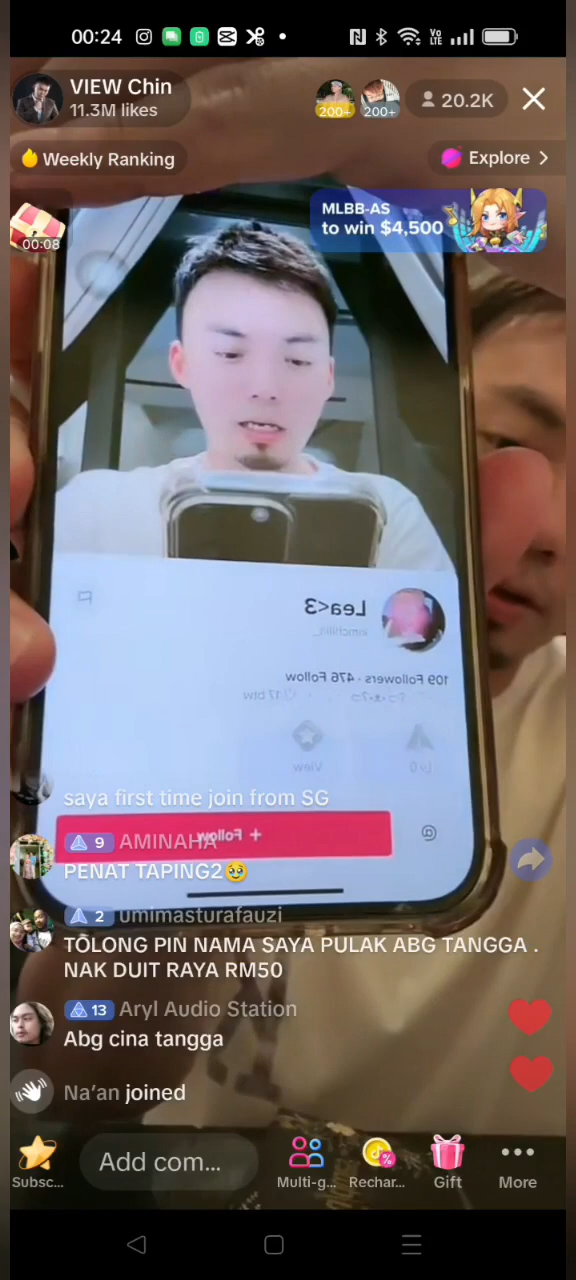 00:24
VIEW Chin
11.3M likes
200+
200+
20.2K
Weekly Ranking
Explore
00:08
MLBB-AS
to win $4,500
Lea<3
109 Followers · 476 Follow
Lv0
View
+ Follow
@
saya first time join from SG
9 AMINAHA
PENAT TAPING2🥹
2 umimasturafauzi
TOLONG PIN NAMA SAYA PULAK ABG TANGGA .
NAK DUIT RAYA RM50
13 Aryl Audio Station
Abg cina tangga
Na'an joined
Add com...
Subsc...
Multi-g...
Rechar...
Gift
More